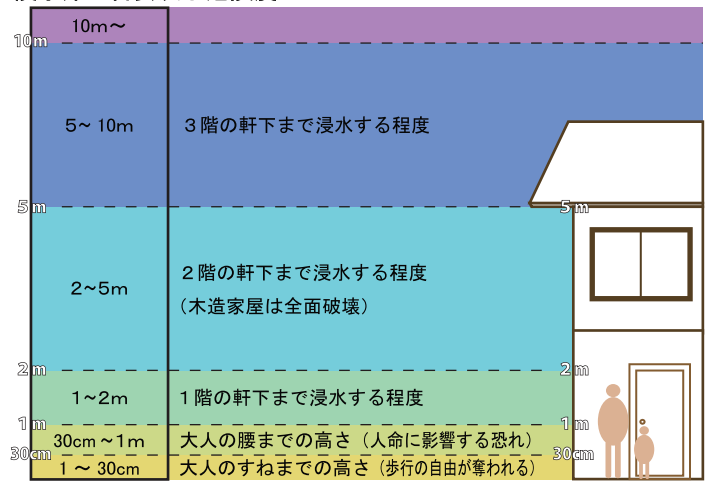 10m～
10m
5～10m
3階の軒下まで浸水する程度
5m
5m
2～5m
2階の軒下まで浸水する程度
（木造家屋は全面破壊）
2m
2m
1～2m
1階の軒下まで浸水する程度
1m
1m
30cm～1m
大人の腰までの高さ（人命に影響する恐れ）
30cm
30cm
1～30cm
大人のすねまでの高さ（歩行の自由が奪われる）